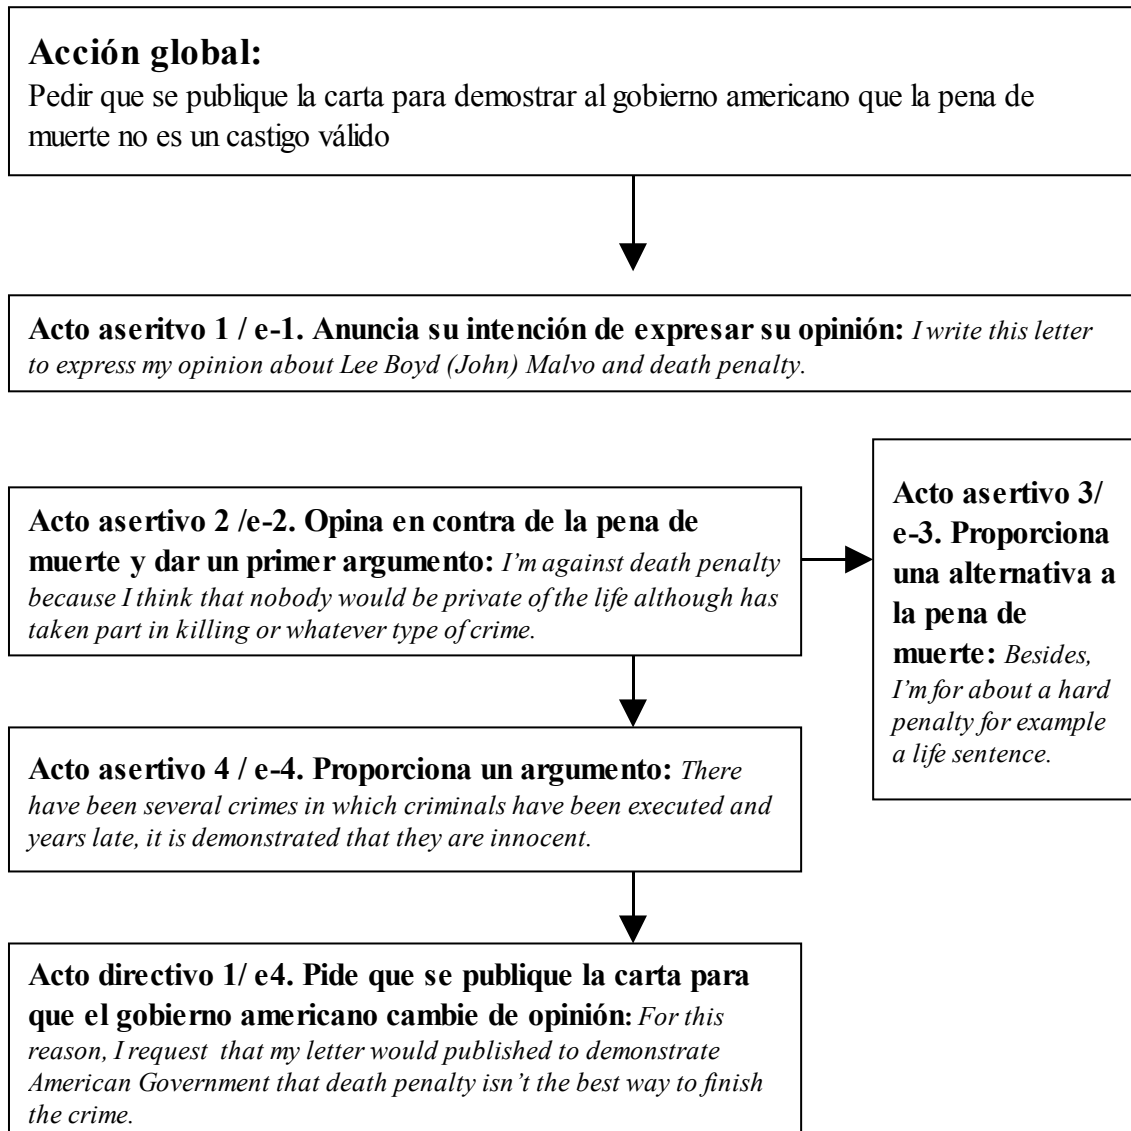 Acción global:
Pedir que se publique la carta para demostrar al gobierno americano que la pena de
muerte no es un castigo válido
Acto aseritvo 1 / e-1. Anuncia su intención de expresar su opinión: I write this letter
to express my opinion about Lee Boyd (John) Malvo and death penalty.
Acto asertivo 2 /e-2. Opina en contra de la pena de
muerte y dar un primer argumento: I'm against death penalty
because I think that nobody would be private of the life although has
taken part in killing or whatever type of crime.
Acto asertivo 3/
e-3. Proporciona
una alternativa a
la pena de
muerte: Besides,
I'm for about a hard
penalty for example
a life sentence.
Acto asertivo 4 / e-4. Proporciona un argumento: There
have been several crimes in which criminals have been executed and
years late, it is demonstrated that they are innocent.
Acto directivo 1/ e4. Pide que se publique la carta para
que el gobierno americano cambie de opinión: For this
reason, I request that my letter would published to demonstrate
American Government that death penalty isn't the best way to finish
the crime.